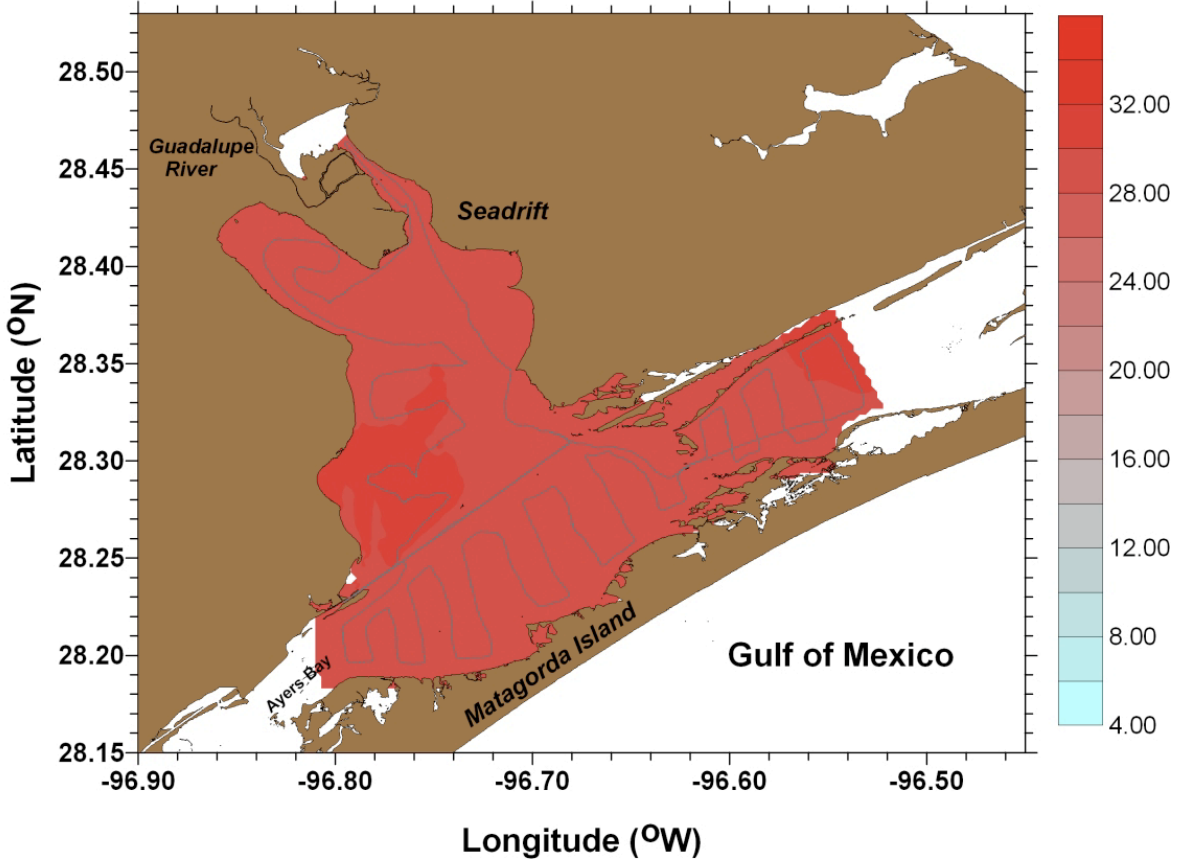 28.50
28.45
28.40
28.35
28.30
28.25
28.20
28.15
Latitude (ᴼN)
Guadalupe
River
Seadrift
Matagorda Island
Ayers Bay
Gulf of Mexico
-96.90 -96.80 -96.70 -96.60 -96.50
Longitude (ᴼW)
32.00
28.00
24.00
20.00
16.00
12.00
8.00
4.00